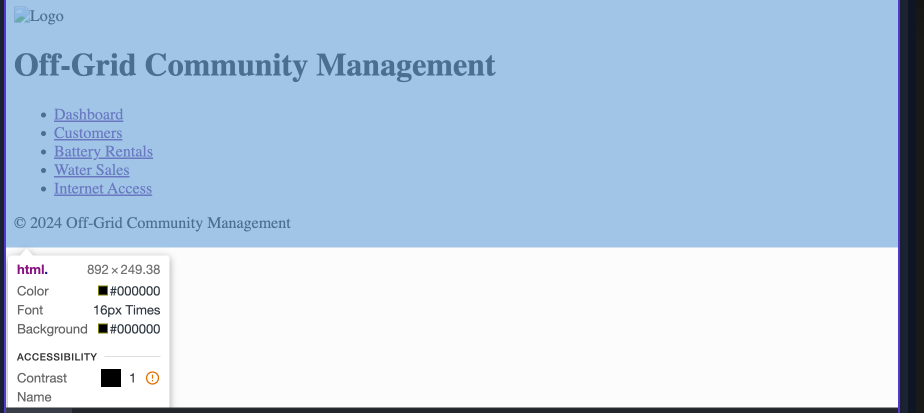 Logo
Off-Grid Community Management
• Dashboard
• Customers
• Battery Rentals
• Water Sales
• Internet Access
© 2024 Off-Grid Community Management
html. 892 × 249.38
Color #000000
Font 16px Times
Background #000000
ACCESSIBILITY
Contrast 1
Name